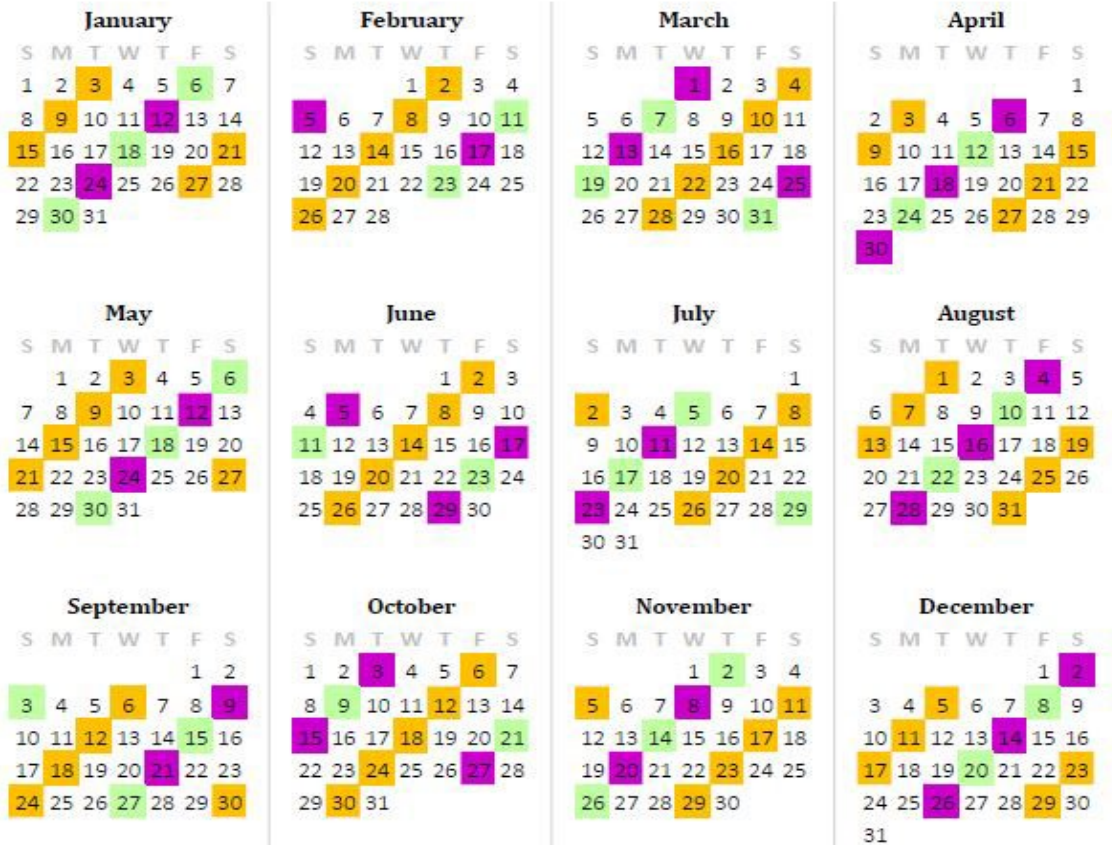 January
S M T W T F S
1 2 3 4 5 6 7
8 9 10 11 12 13 14
15 16 17 18 19 20 21
22 23 24 25 26 27 28
29 30 31
February
S M T W T F S
1 2 3 4
5 6 7 8 9 10 11
12 13 14 15 16 17 18
19 20 21 22 23 24 25
26 27 28
March
S M T W T F S
1 2 3 4
5 6 7 8 9 10 11
12 13 14 15 16 17 18
19 20 21 22 23 24 25
26 27 28 29 30 31
April
S M T W T F S
1
2 3 4 5 6 7 8
9 10 11 12 13 14 15
16 17 18 19 20 21 22
23 24 25 26 27 28 29
30
May
S M T W T F S
1 2 3 4 5 6
7 8 9 10 11 12 13
14 15 16 17 18 19 20
21 22 23 24 25 26 27
28 29 30 31
June
S M T W T F S
1 2 3
4 5 6 7 8 9 10
11 12 13 14 15 16 17
18 19 20 21 22 23 24
25 26 27 28 29 30
July
S M T W T F S
1
2 3 4 5 6 7 8
9 10 11 12 13 14 15
16 17 18 19 20 21 22
23 24 25 26 27 28 29
30 31
August
S M T W T F S
1 2 3 4 5
6 7 8 9 10 11 12
13 14 15 16 17 18 19
20 21 22 23 24 25 26
27 28 29 30 31
September
S M T W T F S
1 2
3 4 5 6 7 8 9
10 11 12 13 14 15 16
17 18 19 20 21 22 23
24 25 26 27 28 29 30
October
S M T W T F S
1 2 3 4 5 6 7
8 9 10 11 12 13 14
15 16 17 18 19 20 21
22 23 24 25 26 27 28
29 30 31
November
S M T W T F S
1 2 3 4
5 6 7 8 9 10 11
12 13 14 15 16 17 18
19 20 21 22 23 24 25
26 27 28 29 30
December
S M T W T F S
1 2
3 4 5 6 7 8 9
10 11 12 13 14 15 16
17 18 19 20 21 22 23
24 25 26 27 28 29 30
31